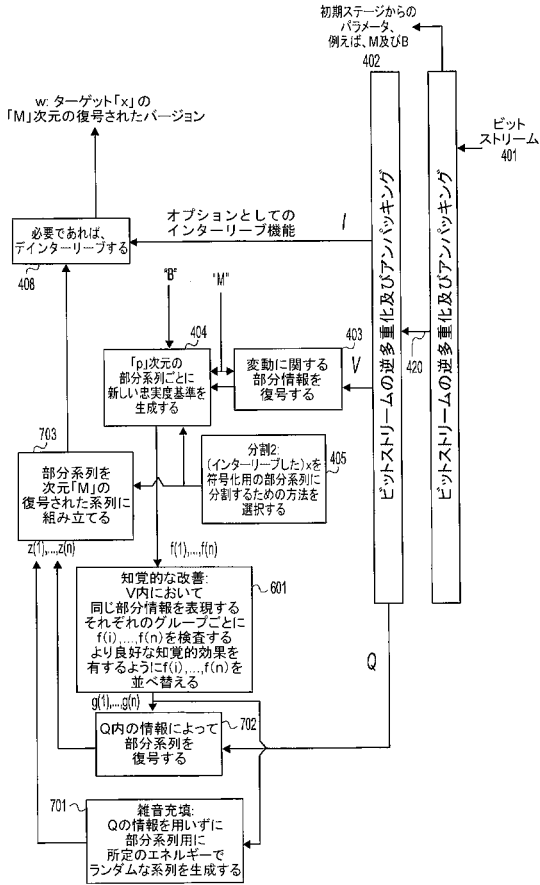 初期ステージからの
パラメータ、
例えば、M及びB
402
w: ターゲット「x」の
「M」次元の復号されたバージョン
ビット
ストリーム
401
ビットストリームの逆多重化及びアンパッキング
ビットストリームの逆多重化及びアンパッキング
420
オプションとしての
インターリーブ機能
I
必要であれば、
デインターリーブする
408
"B"
"M"
404
「p」次元の
部分系列ごとに
新しい忠実度基準を
生成する
403
変動に関する
部分情報を
復号する
V
分割2:
(インターリーブした)xを
符号化用の部分系列に
分割するための方法を
選択する
405
703
部分系列を
次元「M」の
復号された系列に
組み立てる
z(1),...,z(n)
f(1),...,f(n)
知覚的な改善:
V内において
同じ部分情報を表現する
それぞれのグループごとに
f(i),...,f(n)を検査する
より良好な知覚的効果を
有するようにf(i),...,f(n)を
並べ替える
601
g(1),...,g(n)
Q
Q内の情報によって
部分系列を
復号する
702
701
雑音充填:
Qの情報を用いずに
部分系列用に
所定のエネルギーで
ランダムな系列を生成する